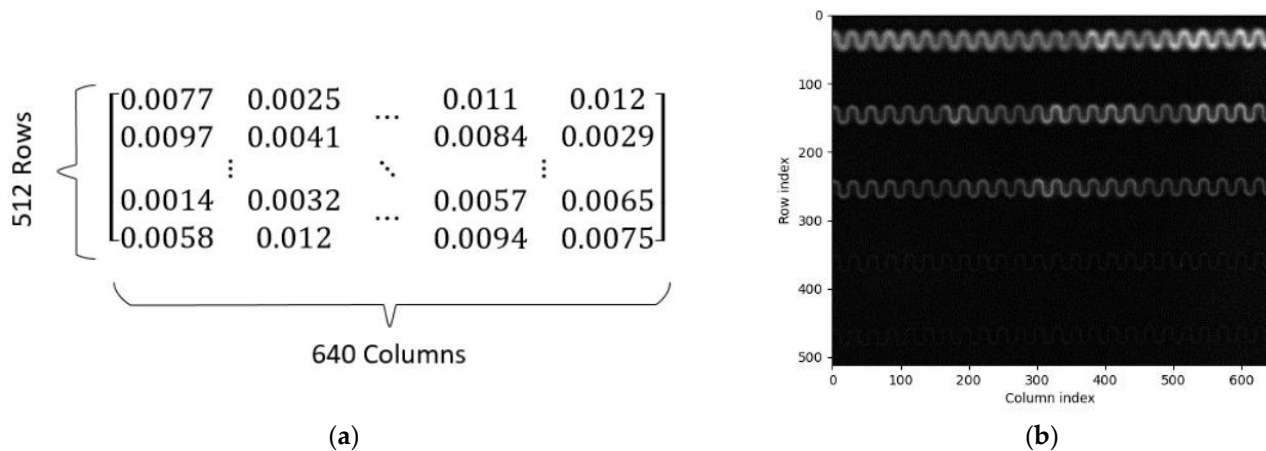 512 Rows
0.0077 0.0025 ... 0.011 0.012
0.0097 0.0041 0.0084 0.0029
⋮ ⋱ ⋮
0.0014 0.0032 ... 0.0057 0.0065
0.0058 0.012 0.0094 0.0075
640 Columns
(a)
Row index
0
100
200
300
400
500
0 100 200 300 400 500 600
Column index
(b)